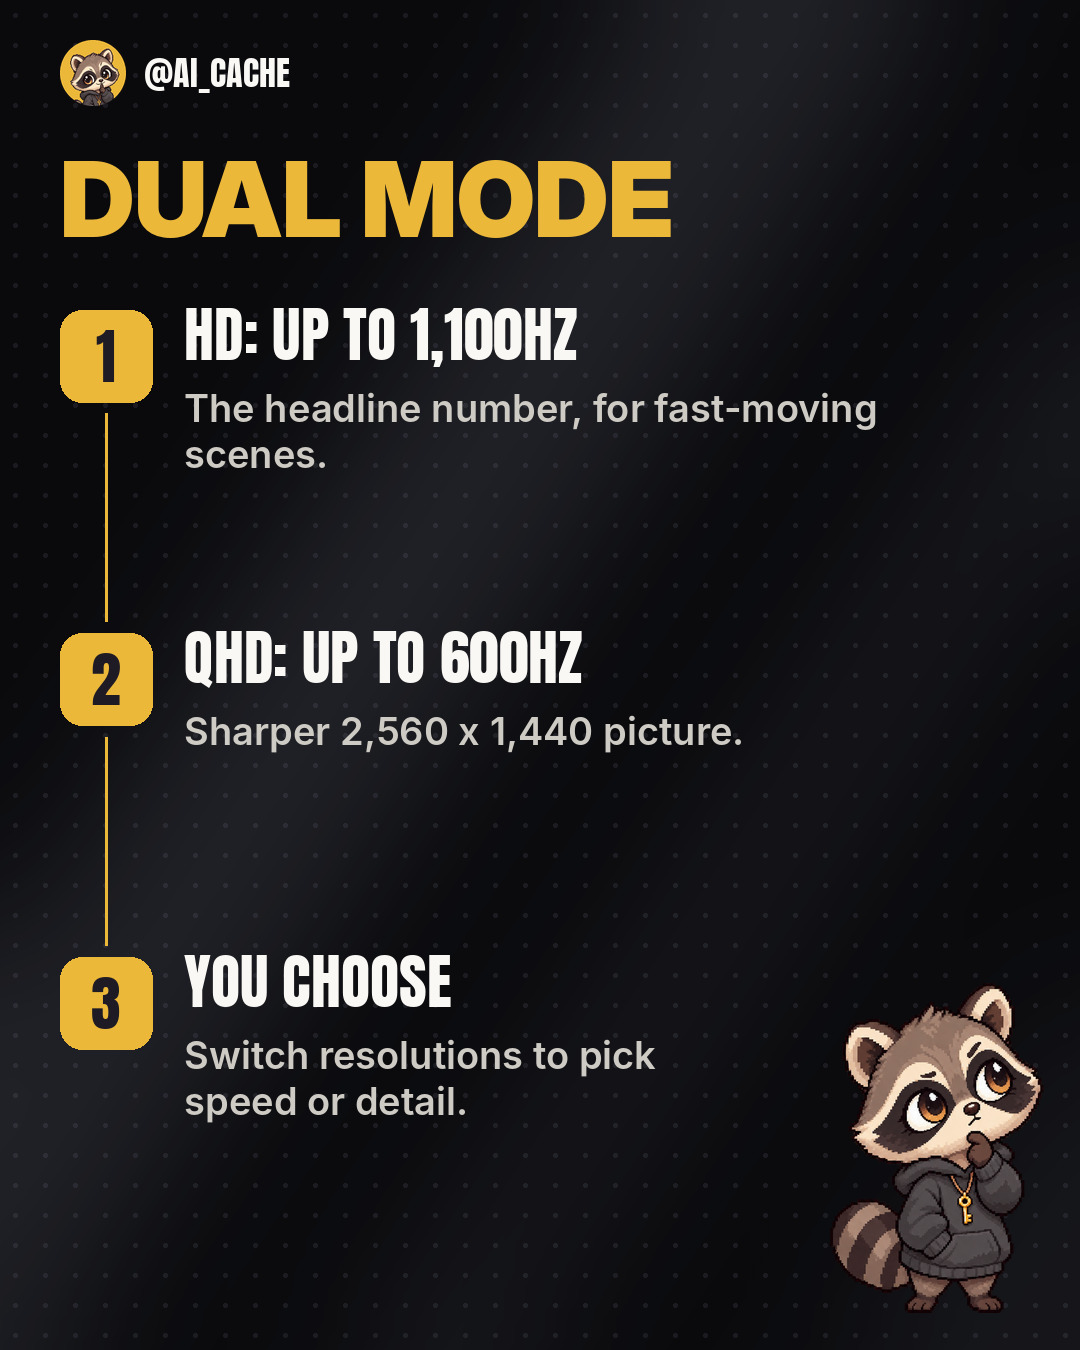 @AI_CACHE
DUAL MODE
1
HD: UP TO 1,100HZ
The headline number, for fast-moving
scenes.
2
QHD: UP TO 600HZ
Sharper 2,560 x 1,440 picture.
3
YOU CHOOSE
Switch resolutions to pick
speed or detail.